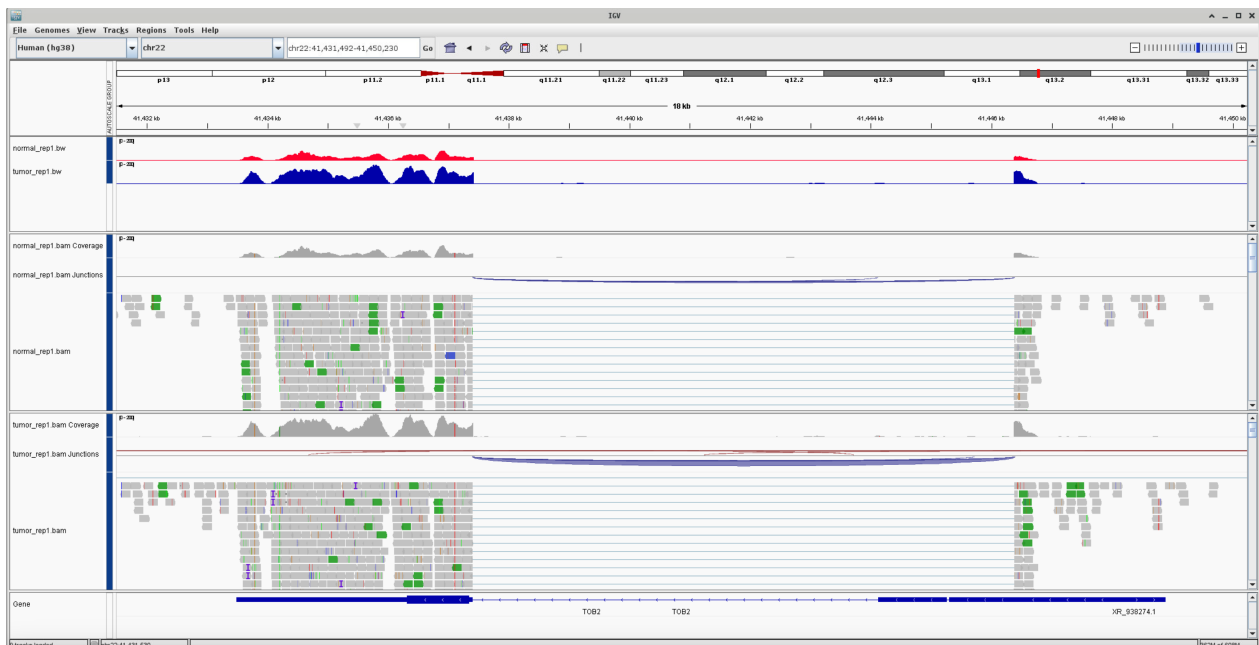 IGV
File Genomes View Tracks Regions Tools Help
Human (hg38) chr22 chr22:41,431,492-41,450,230 Go
p13 p12 p11.2 p11.1 q11.1 q11.21 q11.22 q11.23 q12.1 q12.2 q12.3 q13.1 q13.2 q13.31 q13.32 q13.33
18 kb
41,432 kb 41,434 kb 41,436 kb 41,438 kb 41,440 kb 41,442 kb 41,444 kb 41,446 kb 41,448 kb 41,450 kb
AUTOSCALE GROUP
normal_rep1.bw
tumor_rep1.bw
normal_rep1.bam Coverage
normal_rep1.bam Junctions
normal_rep1.bam
tumor_rep1.bam Coverage
tumor_rep1.bam Junctions
tumor_rep1.bam
Gene
TOB2 TOB2 XR_938274.1